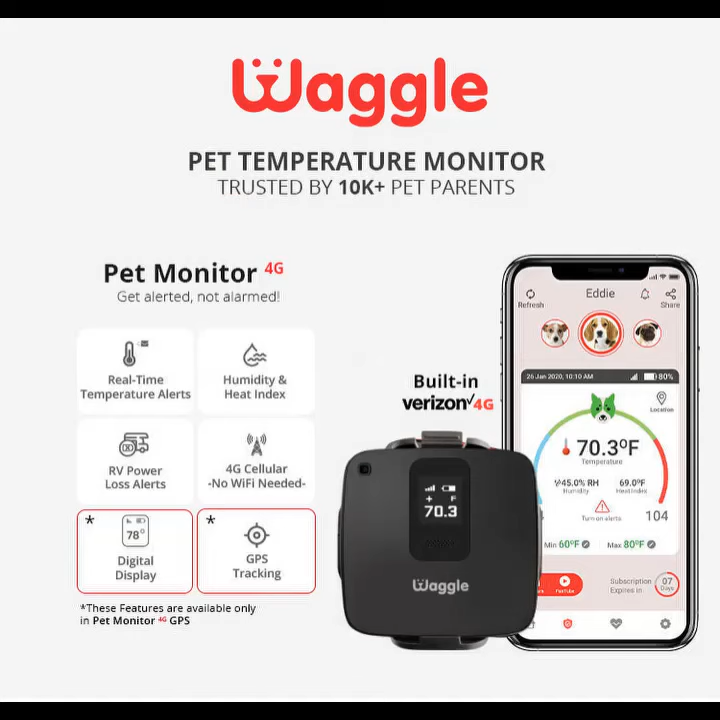 Waggle
PET TEMPERATURE MONITOR
TRUSTED BY 10K+ PET PARENTS
Pet Monitor 4G
Get alerted, not alarmed!
Real-Time
Temperature Alerts
Humidity &
Heat Index
RV Power
Loss Alerts
4G Cellular
-No WiFi Needed-
*
78°
Digital
Display
*
GPS
Tracking
*These Features are available only
in Pet Monitor 4G GPS
Built-in
verizon✓4G
+ F
70.3
Waggle
Eddie
Refresh
Share
26 Jan 2020, 10:10 AM
80%
Location
70.3ºF
Temperature
45.0% RH
Humidity
69.0ºF
Heat Index
Turn on alerts
104
Min 60ºF
Max 80ºF
Subscription
Expires in
07
Days